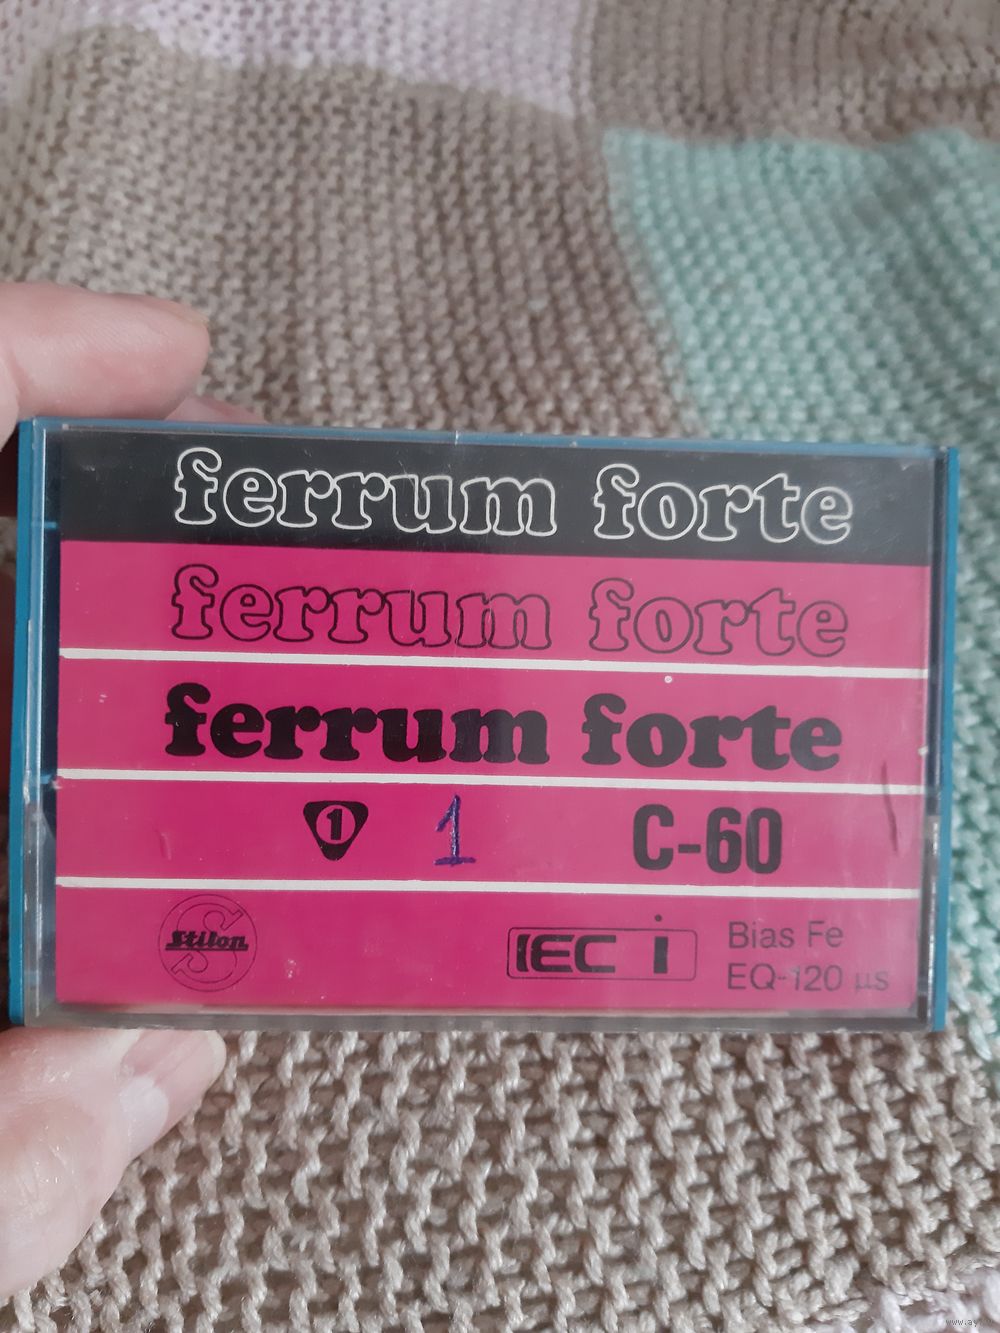 ferrum forte
ferrum forte
ferrum forte
1 1 C-60
Stilon IEC I Bias Fe
EQ-120 µs